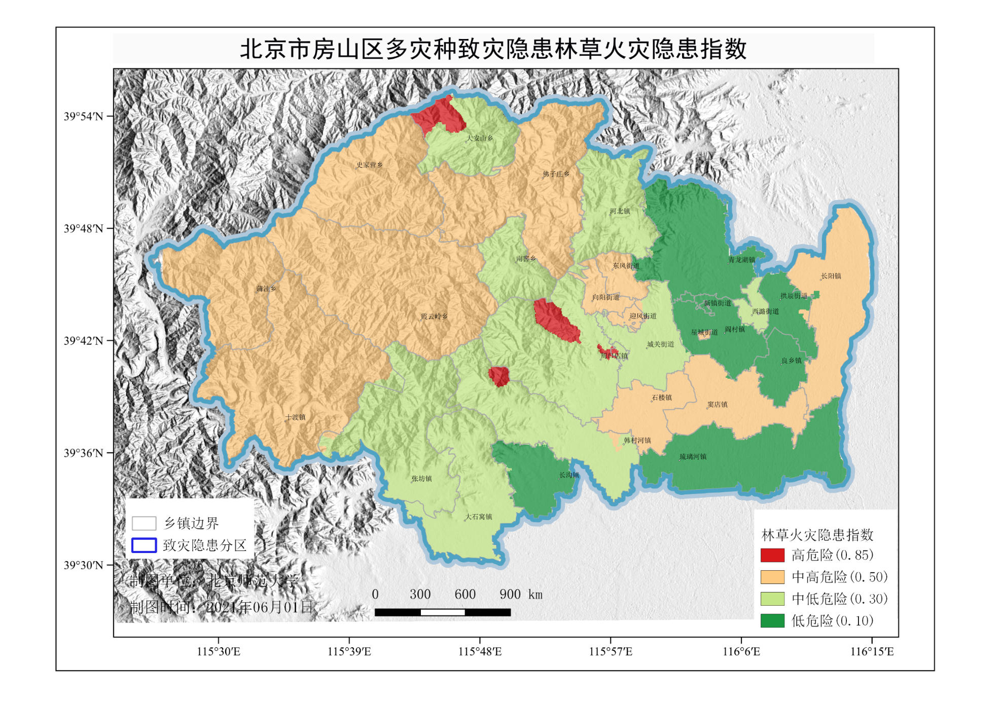 北京市房山区多灾种致灾隐患林草火灾隐患指数
39°54′N
39°48′N
39°42′N
39°36′N
39°30′N
大安山乡
史家营乡
佛子庄乡
河北镇
南窖乡
东风街道
青龙湖镇
长阳镇
蒲洼乡
向阳街道
拱辰街道
新镇街道
西潞街道
霞云岭乡
迎风街道
星城街道
阎村镇
城关街道
周口店镇
良乡镇
石楼镇
窦店镇
十渡镇
韩村河镇
琉璃河镇
张坊镇
长沟镇
大石窝镇
乡镇边界
致灾隐患分区
制图单位：北京师范大学
制图时间：2021年06月01日
0 300 600 900 km
林草火灾隐患指数
高危险(0.85)
中高危险(0.50)
中低危险(0.30)
低危险(0.10)
115°30′E 115°39′E 115°48′E 115°57′E 116°6′E 116°15′E